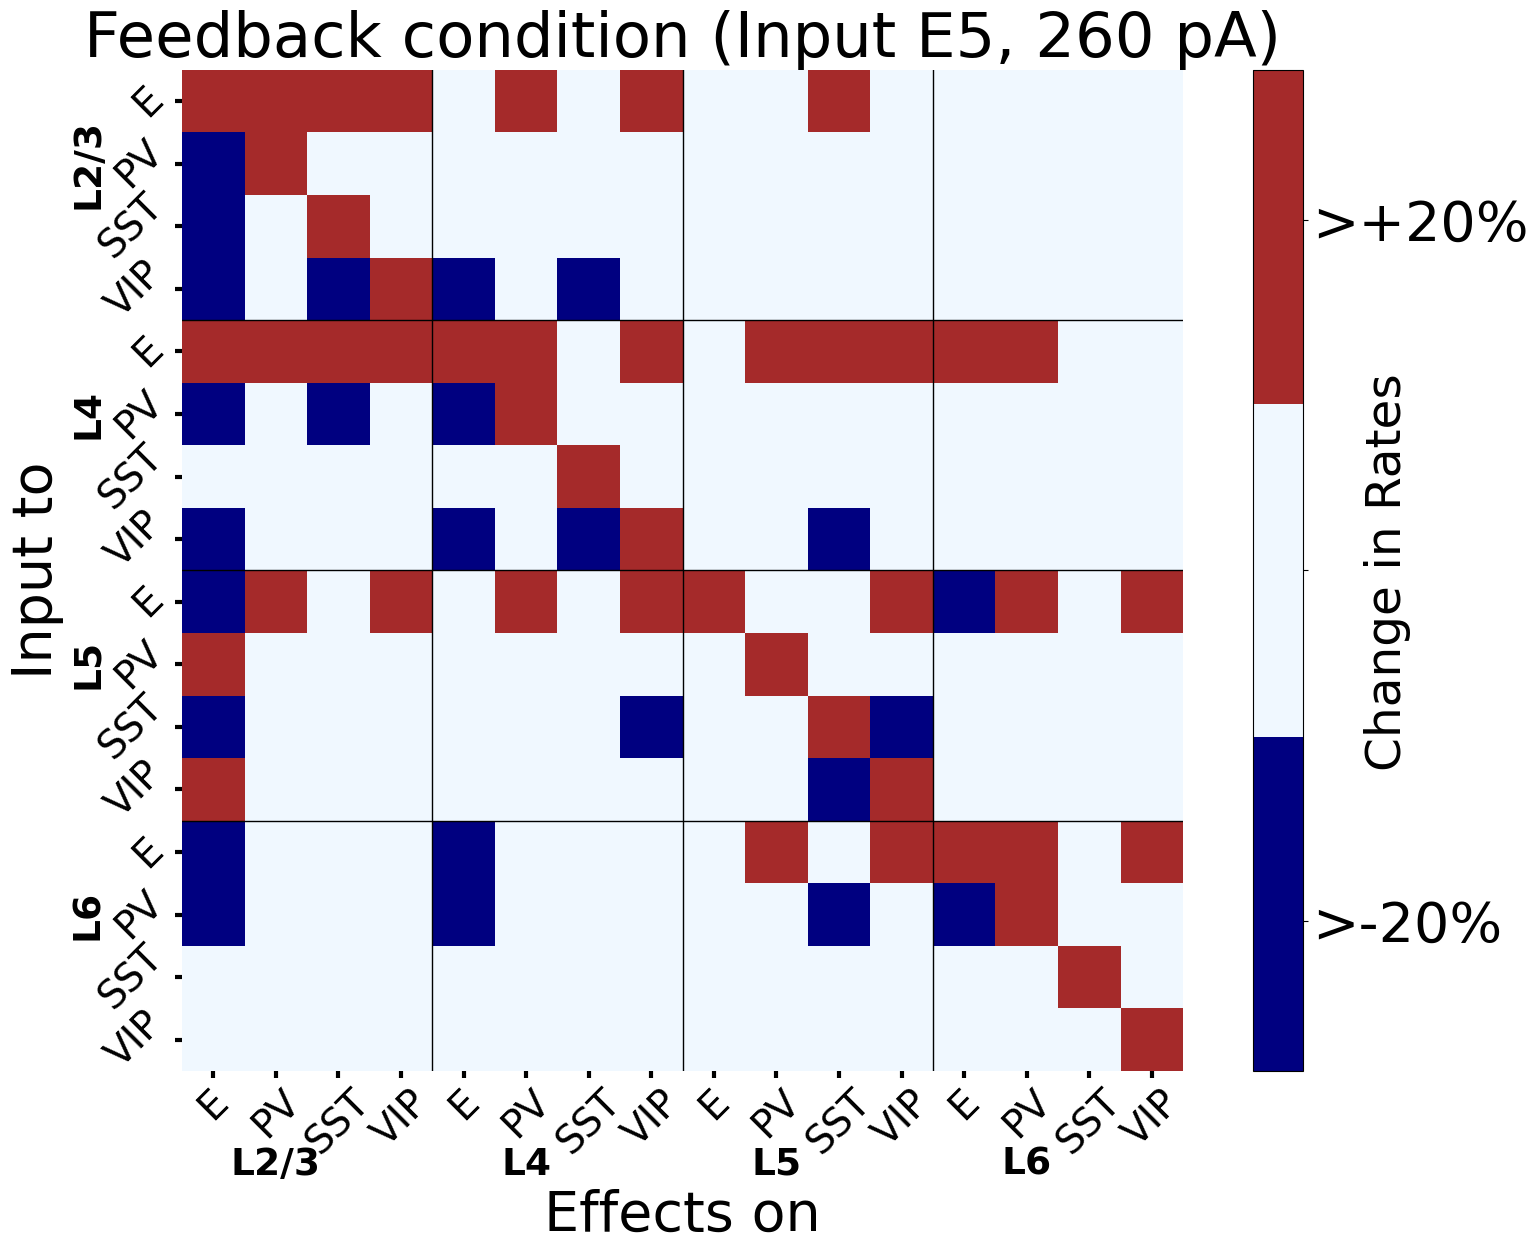 Feedback condition (Input E5, 260 pA)
Input to
L2/3
E
PV
SST
VIP
L4
E
PV
SST
VIP
L5
E
PV
SST
VIP
L6
E
PV
SST
VIP
E PV SST VIP E PV SST VIP E PV SST VIP E PV SST VIP
L2/3 L4 L5 L6
Effects on
>+20%
>-20%
Change in Rates